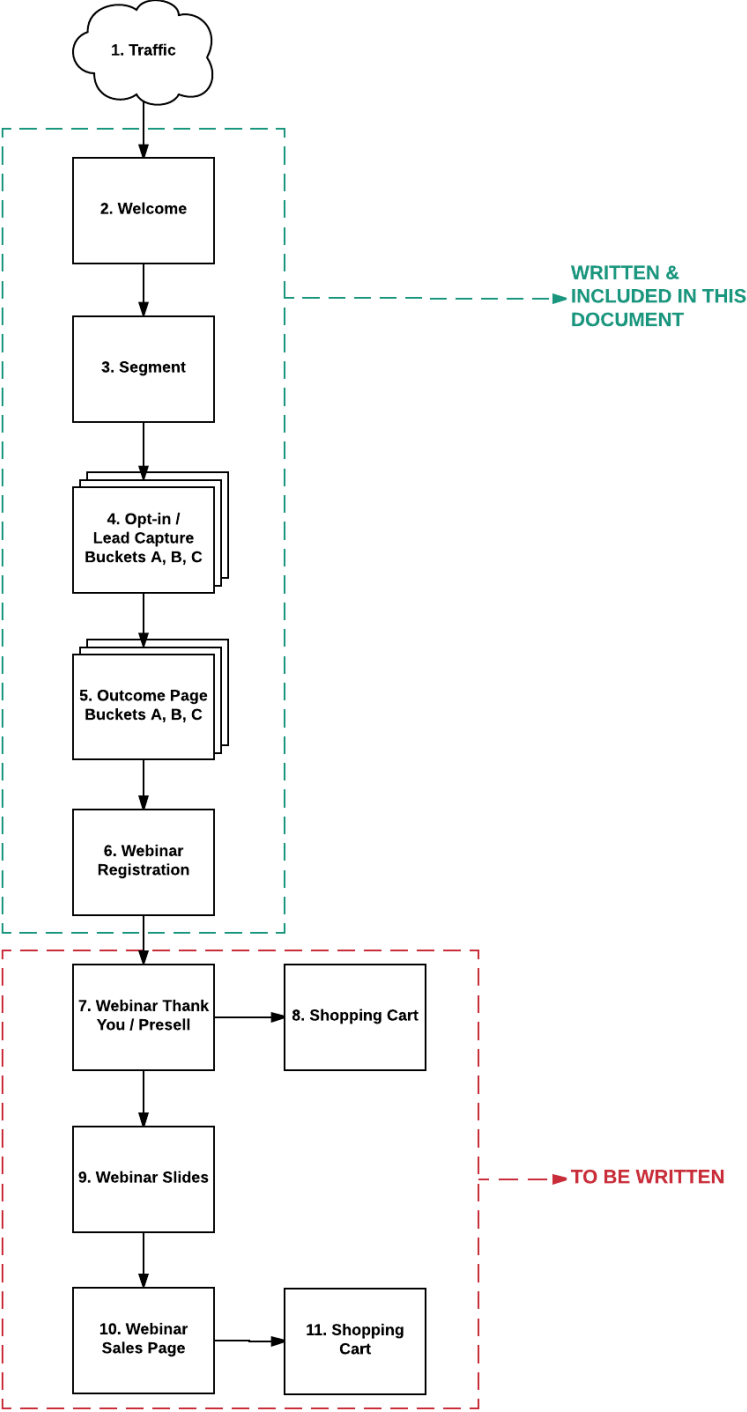 1. Traffic
2. Welcome
WRITTEN &
INCLUDED IN THIS
DOCUMENT
3. Segment
4. Opt-in /
Lead Capture
Buckets A, B, C
5. Outcome Page
Buckets A, B, C
6. Webinar
Registration
7. Webinar Thank
You / Presell
8. Shopping Cart
9. Webinar Slides
TO BE WRITTEN
10. Webinar
Sales Page
11. Shopping
Cart